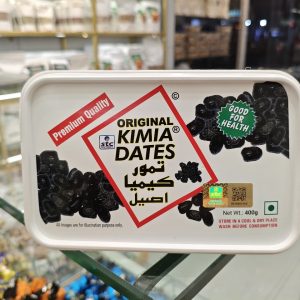 Premium Quality
©
ORIGINAL
KIMIA®
DATES
stc
تمور
كيميا
اصيل
GOOD
FOR
HEALTH
Net Wt.: 400g
All images are for illustration purpose only.
STORE IN A COOL & DRY PLACE
WASH BEFORE CONSUMPTION